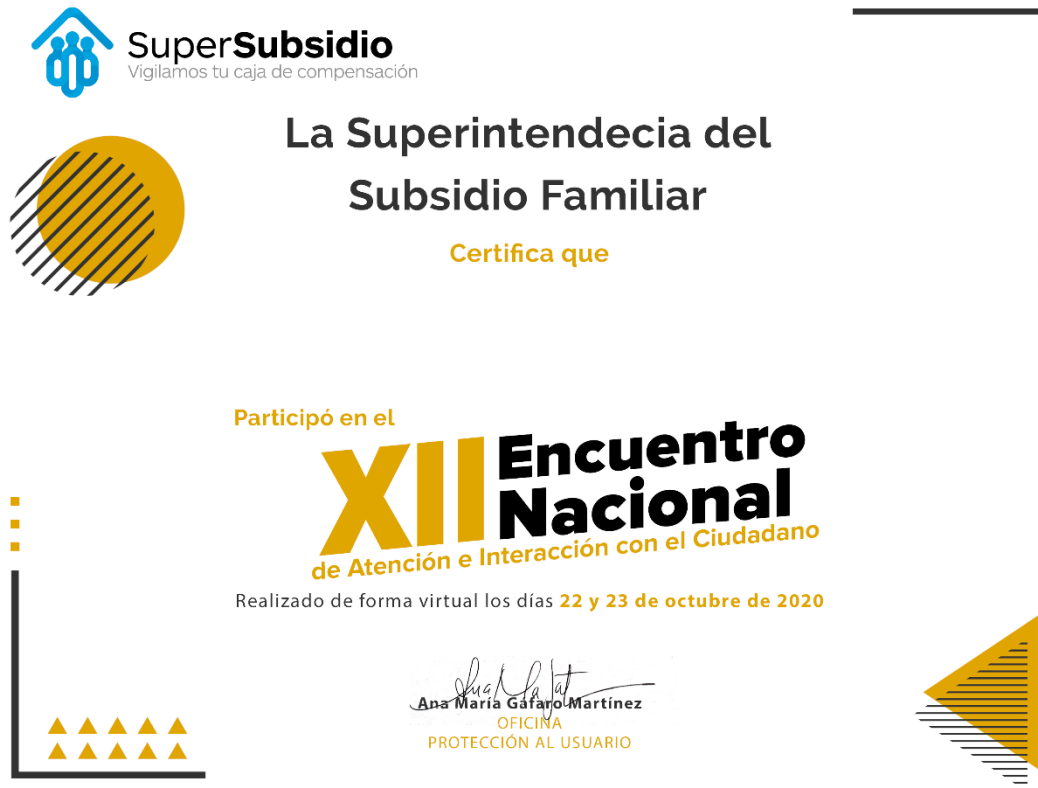 SuperSubsidio
Vigilamos tu caja de compensación
La Superintendecia del
Subsidio Familiar
Certifica que
Participó en el
XII Encuentro
Nacional
de Atención e Interacción con el Ciudadano
Realizado de forma virtual los días 22 y 23 de octubre de 2020
Ana María Gáfaro Martínez
OFICINA
PROTECCIÓN AL USUARIO